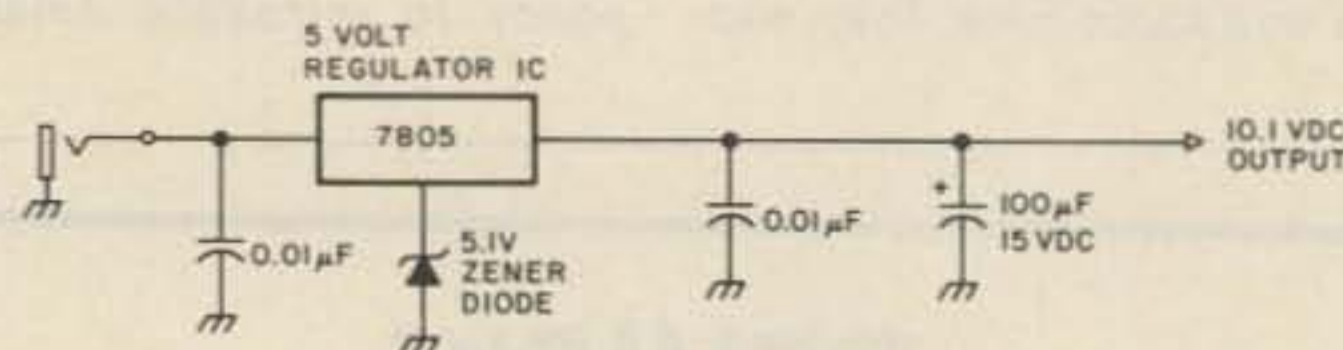 5 VOLT
REGULATOR IC
7805
10.1 VDC
OUTPUT
0.01μF
5.1V
ZENER
DIODE
0.01μF
+
100μF
15 VDC